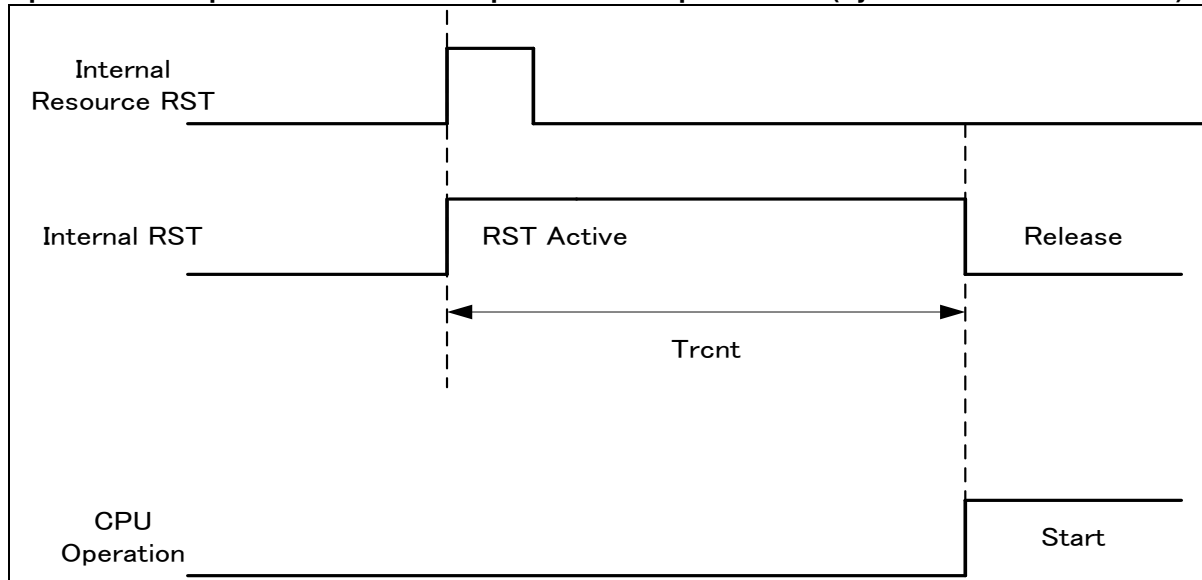 Internal
Resource RST
Internal RST
RST Active
Release
Trcnt
CPU
Operation
Start